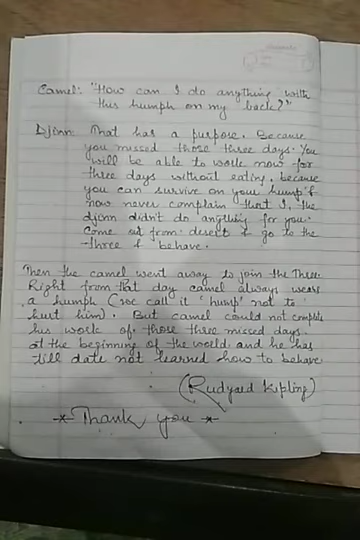 Camel: "How can I do anything with
this humph on my back?"
Djinn: That has a purpose. Because
you missed those three days. You
will be able to work now for
three days without eating, because
you can survive on your hump &
now never complain that I, the
djinn didn't do anything for you.
Come out from desert & go to the
three & behave.
Then the camel went away to join the Three.
Right from that day camel always wears
a humph (we call it 'hump' not to
hurt him). But camel could not complete
his work of those three missed days
at the beginning of the world and he has
till date not learned how to behave
(Rudyard Kipling)
Thank you